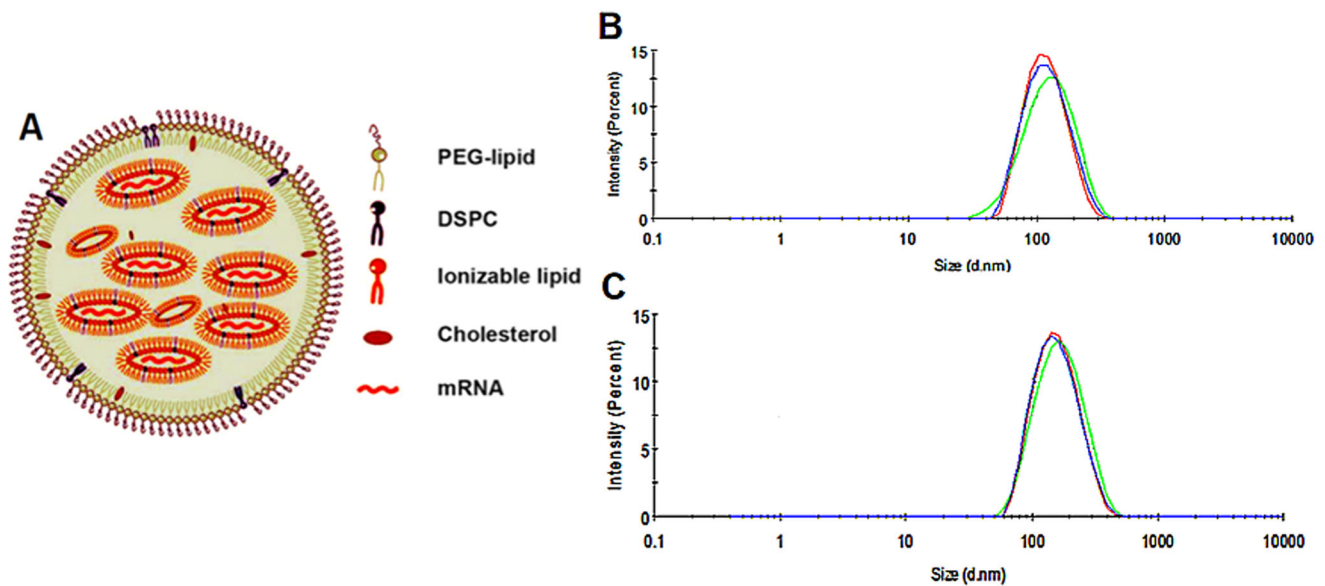 A
PEG-lipid
DSPC
Ionizable lipid
Cholesterol
mRNA
B
Intensity (Percent)
15
10
5
0
0.1 1 10 100 1000 10000
Size (d.nm)
C
Intensity (Percent)
15
10
5
0
0.1 1 10 100 1000 10000
Size (d.nm)